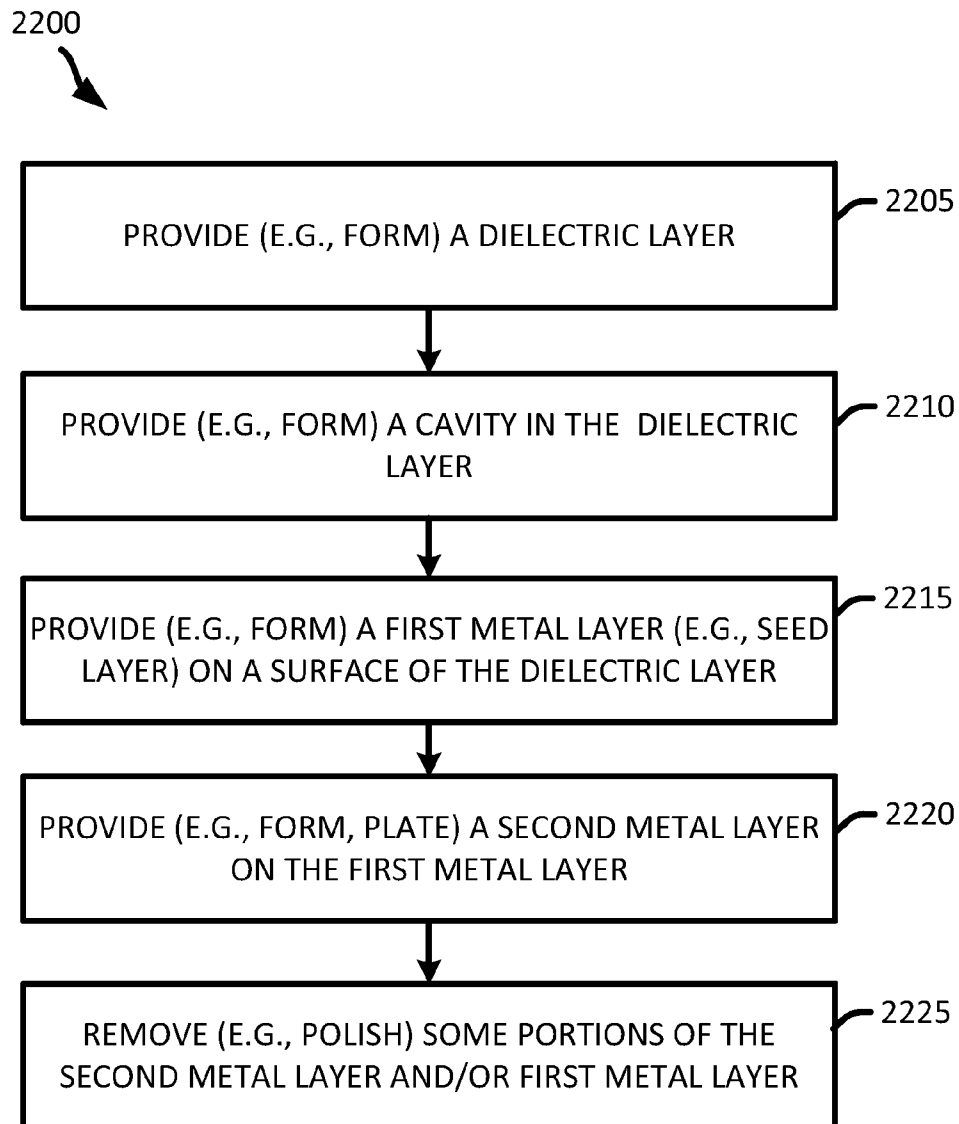 2200
PROVIDE (E.G., FORM) A DIELECTRIC LAYER
2205
PROVIDE (E.G., FORM) A CAVITY IN THE DIELECTRIC
LAYER
2210
PROVIDE (E.G., FORM) A FIRST METAL LAYER (E.G., SEED
LAYER) ON A SURFACE OF THE DIELECTRIC LAYER
2215
PROVIDE (E.G., FORM, PLATE) A SECOND METAL LAYER
ON THE FIRST METAL LAYER
2220
REMOVE (E.G., POLISH) SOME PORTIONS OF THE
SECOND METAL LAYER AND/OR FIRST METAL LAYER
2225